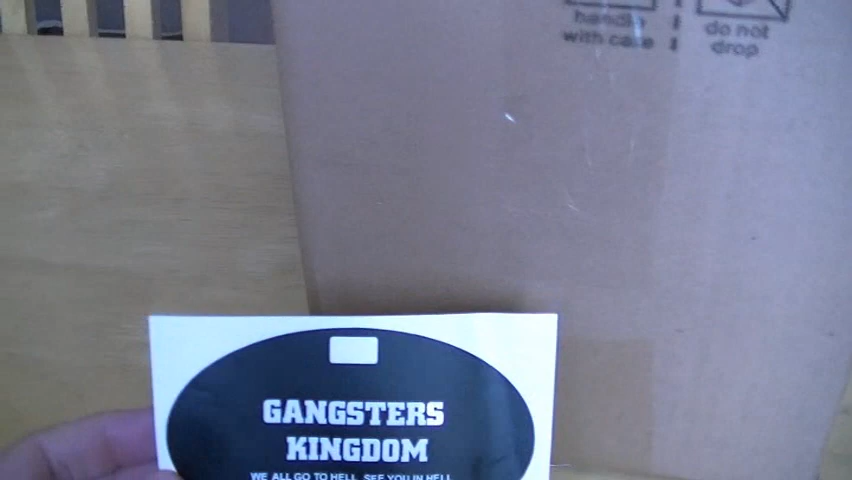 handle
with care
do not
drop
GANGSTERS
KINGDOM
WE ALL GO TO HELL SEE YOU IN HELL